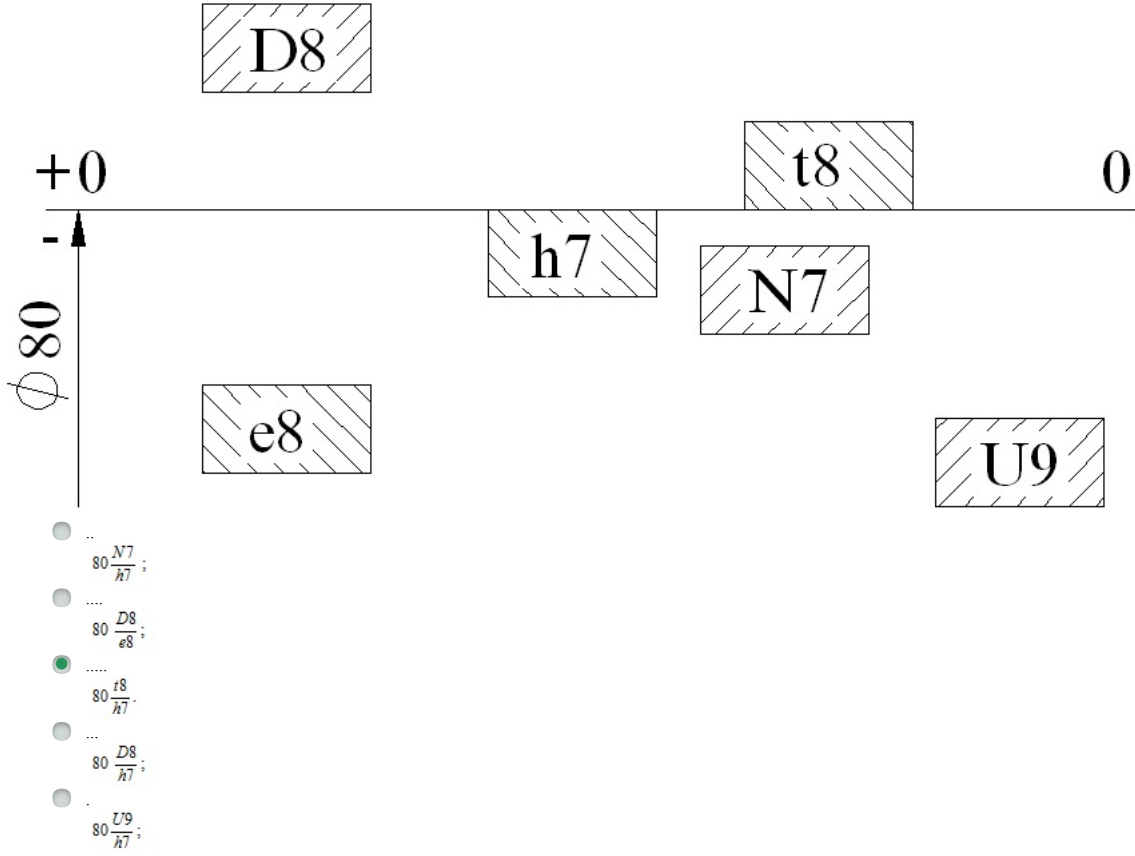 D8
+0
t8
0
-
h7
N7
⌀80
e8
U9
..
80 N7/h7 ;
....
80 D8/e8 ;
.....
80 t8/h7 .
...
80 D8/h7 ;
.
80 U9/h7 ;